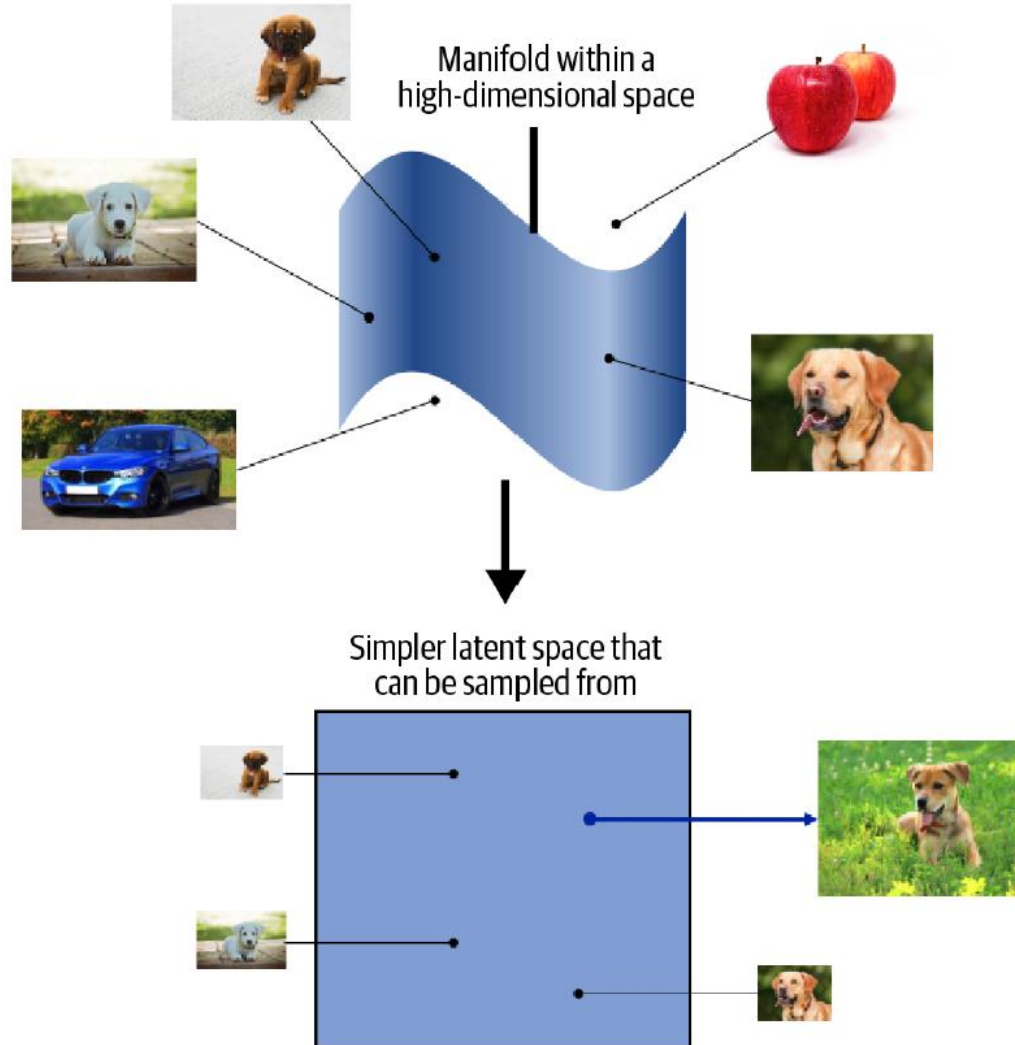 Manifold within a
high-dimensional space
Simpler latent space that
can be sampled from